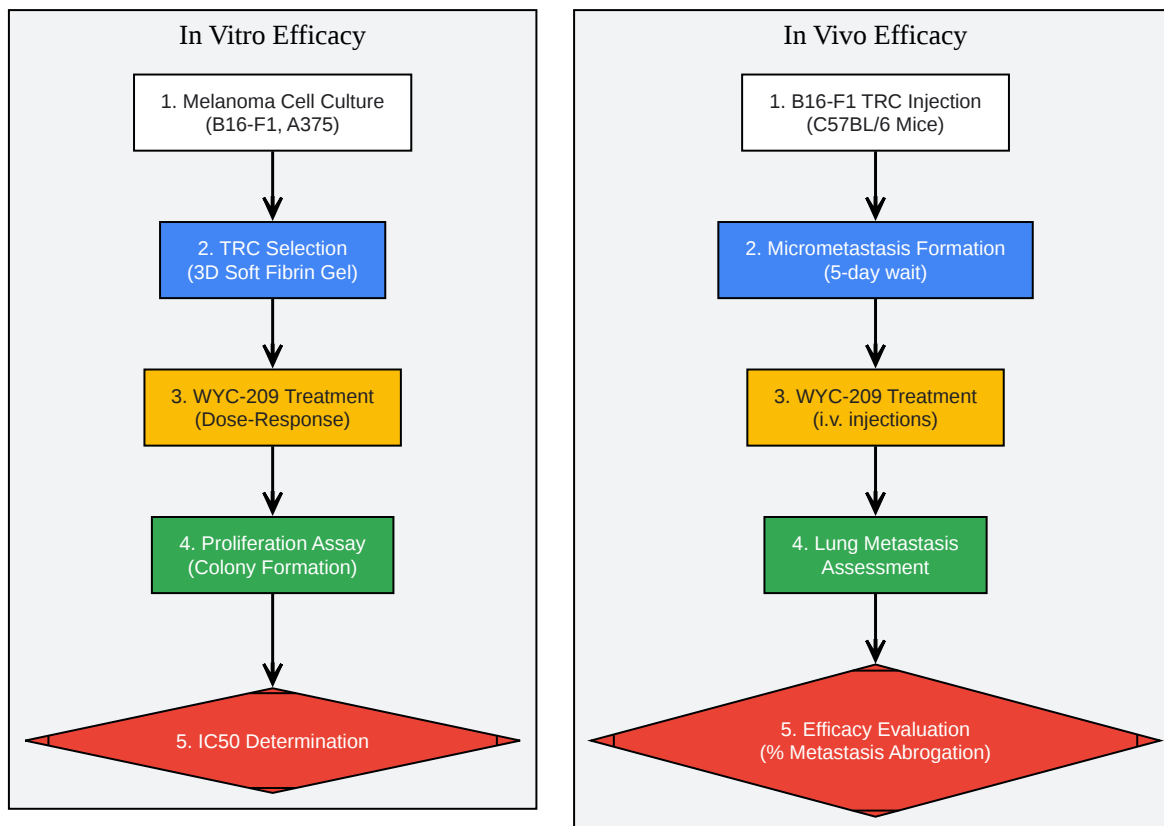 In Vitro Efficacy
1. Melanoma Cell Culture
(B16-F1, A375)
2. TRC Selection
(3D Soft Fibrin Gel)
3. WYC-209 Treatment
(Dose-Response)
4. Proliferation Assay
(Colony Formation)
5. IC50 Determination
In Vivo Efficacy
1. B16-F1 TRC Injection
(C57BL/6 Mice)
2. Micrometastasis Formation
(5-day wait)
3. WYC-209 Treatment
(i.v. injections)
4. Lung Metastasis
Assessment
5. Efficacy Evaluation
(% Metastasis Abrogation)